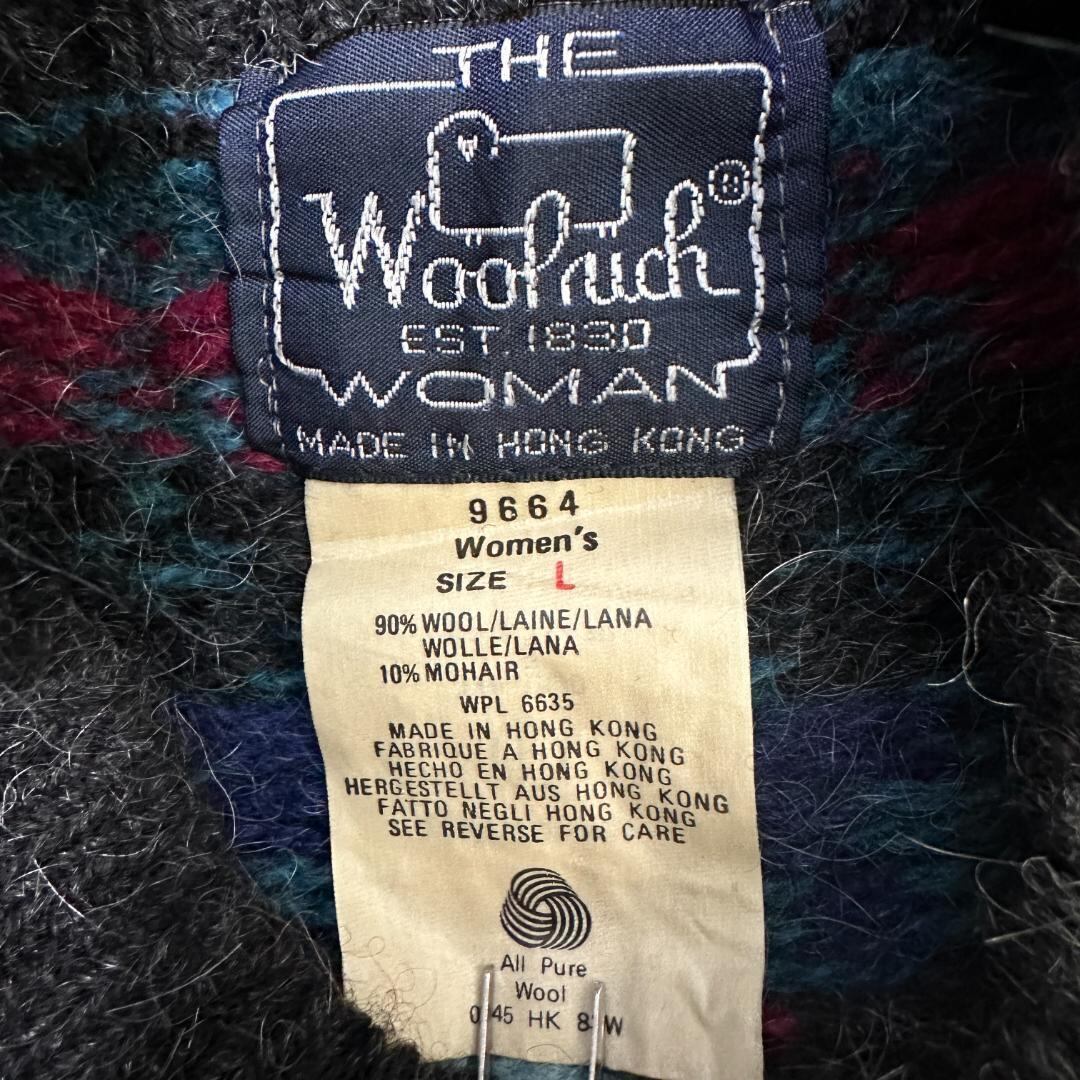 THE
Woolrich®
EST. 1830
WOMAN
MADE IN HONG KONG
9664
Women's
SIZE L
90% WOOL/LAINE/LANA
WOLLE/LANA
10% MOHAIR
WPL 6635
MADE IN HONG KONG
FABRIQUE A HONG KONG
HECHO EN HONG KONG
HERGESTELLT AUS HONG KONG
FATTO NEGLI HONG KONG
SEE REVERSE FOR CARE
All Pure
Wool
HK